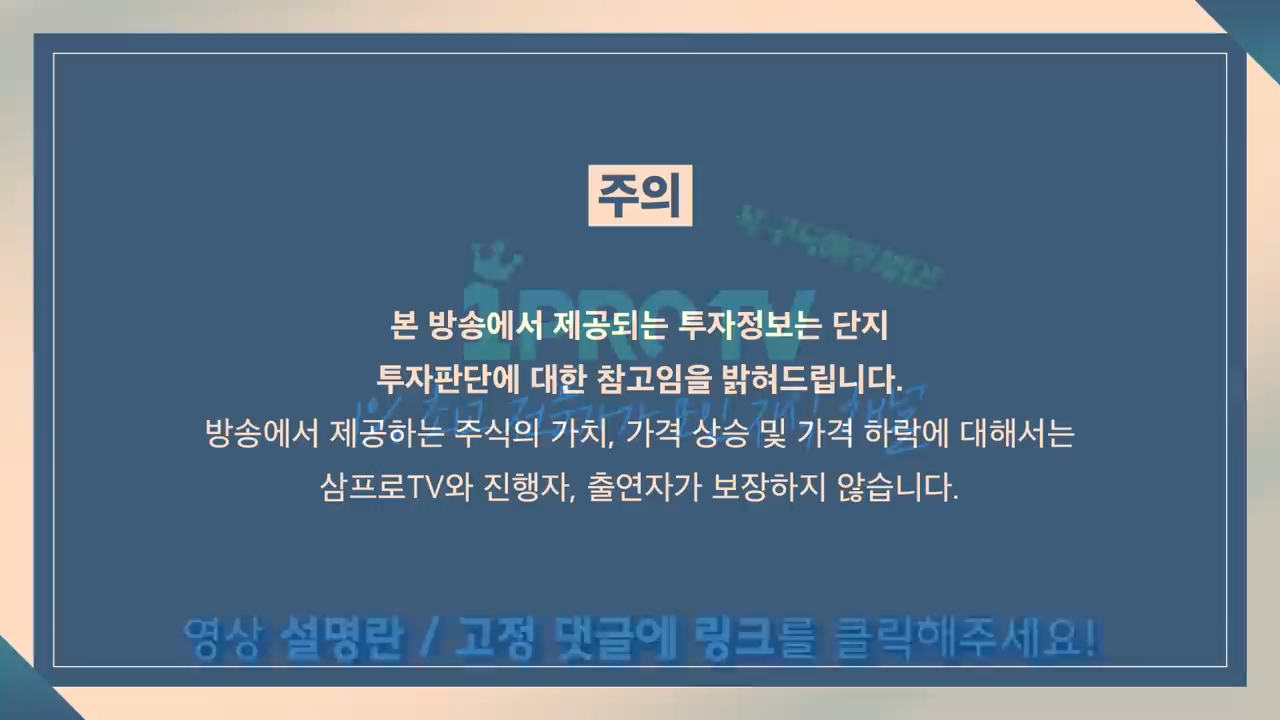 주의
본 방송에서 제공되는 투자정보는 단지
투자판단에 대한 참고임을 밝혀드립니다.
방송에서 제공하는 주식의 가치, 가격 상승 및 가격 하락에 대해서는
삼프로TV와 진행자, 출연자가 보장하지 않습니다.
영상 설명란 / 고정 댓글에 링크를 클릭해주세요!